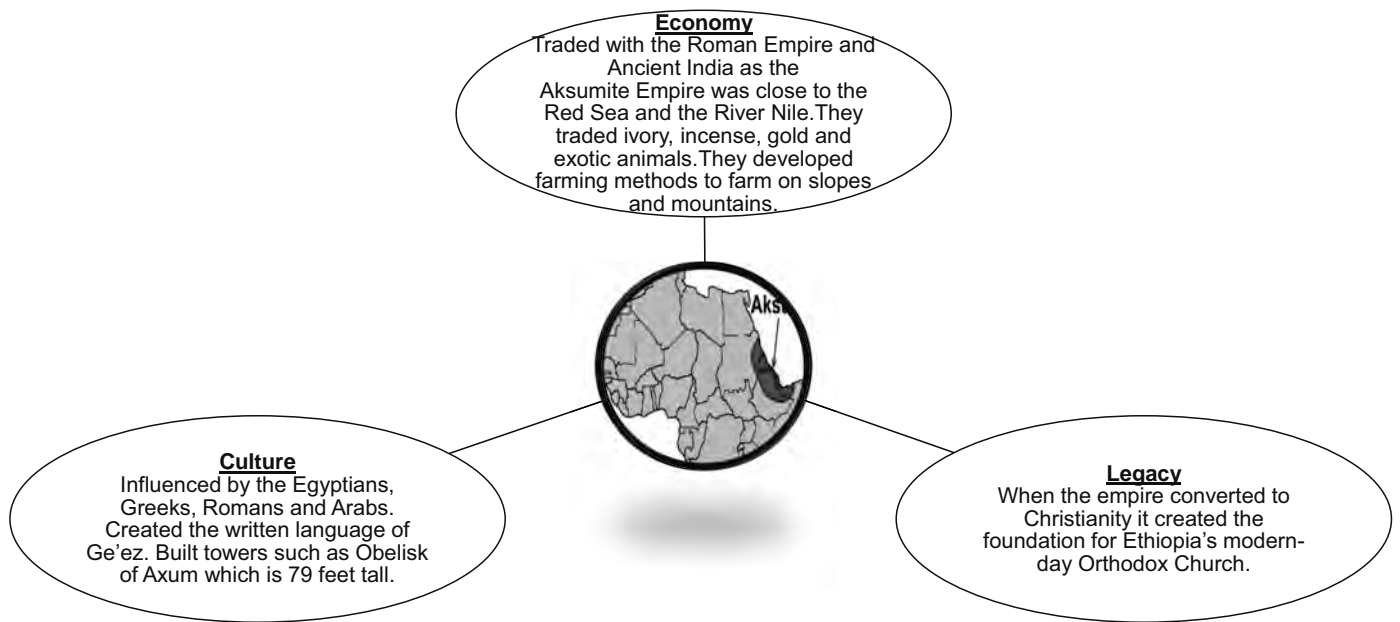 Economy
Traded with the Roman Empire and
Ancient India as the
Aksumite Empire was close to the
Red Sea and the River Nile.They
traded ivory, incense, gold and
exotic animals.They developed
farming methods to farm on slopes
and mountains.
Culture
Influenced by the Egyptians,
Greeks, Romans and Arabs.
Created the written language of
Ge’ez. Built towers such as Obelisk
of Axum which is 79 feet tall.
Legacy
When the empire converted to
Christianity it created the
foundation for Ethiopia’s modern-
day Orthodox Church.